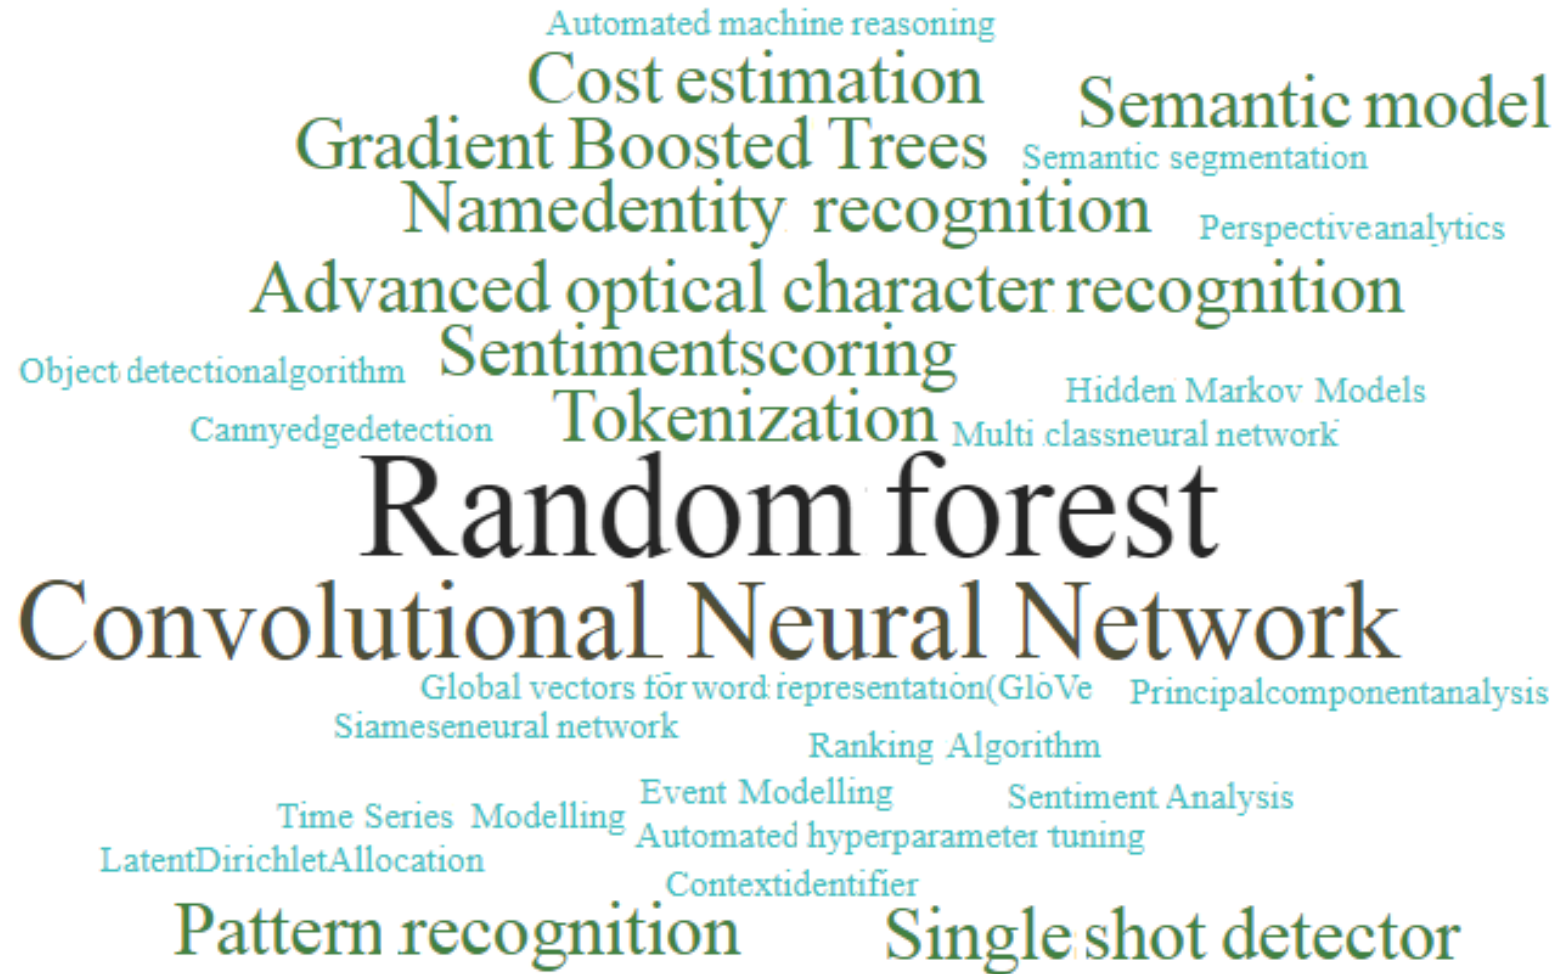 Automated machine reasoning
Cost estimation
Semantic model
Gradient Boosted Trees
Semantic segmentation
Namedentity recognition
Perspectiveanalytics
Advanced optical character recognition
Sentimentscoring
Object detectionalgorithm
Hidden Markov Models
Tokenization
Cannyedgedetection
Multi classneural network
Random forest
Convolutional Neural Network
Global vectors for word representation(GloVe
Principalcomponentanalysis
Siameseneural network
Ranking Algorithm
Event Modelling
Sentiment Analysis
Time Series Modelling
Automated hyperparameter tuning
LatentDirichletAllocation
Contextidentifier
Pattern recognition
Single shot detector